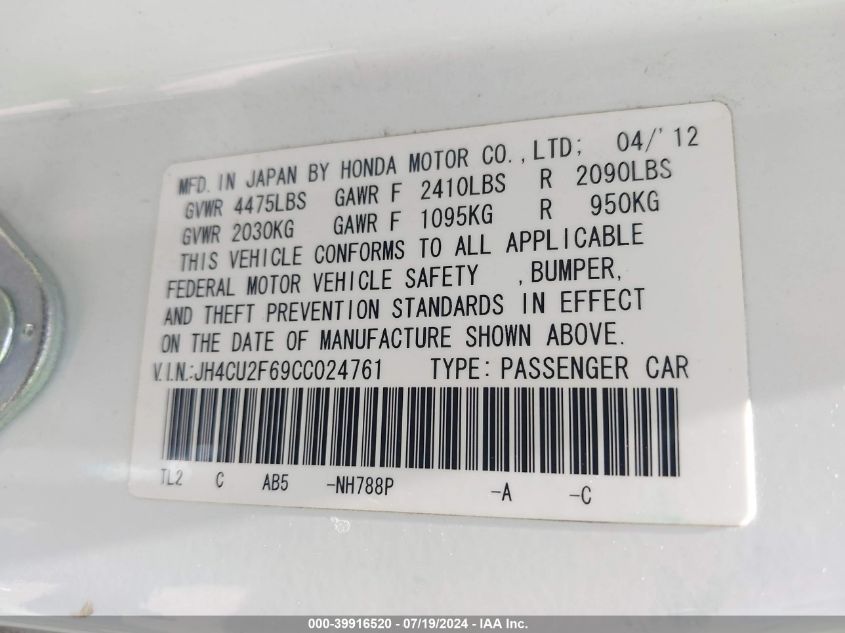 MFD. IN JAPAN BY HONDA MOTOR CO., LTD; 04/'12
GVWR 4475LBS GAWR F 2410LBS R 2090LBS
GVWR 2030KG GAWR F 1095KG R 950KG
THIS VEHICLE CONFORMS TO ALL APPLICABLE
FEDERAL MOTOR VEHICLE SAFETY , BUMPER,
AND THEFT PREVENTION STANDARDS IN EFFECT
ON THE DATE OF MANUFACTURE SHOWN ABOVE.
V.I.N.:JH4CU2F69CC024761 TYPE: PASSENGER CAR
TL2 C AB5 -NH788P -A -C
000-39916520 - 07/19/2024 - IAA Inc.